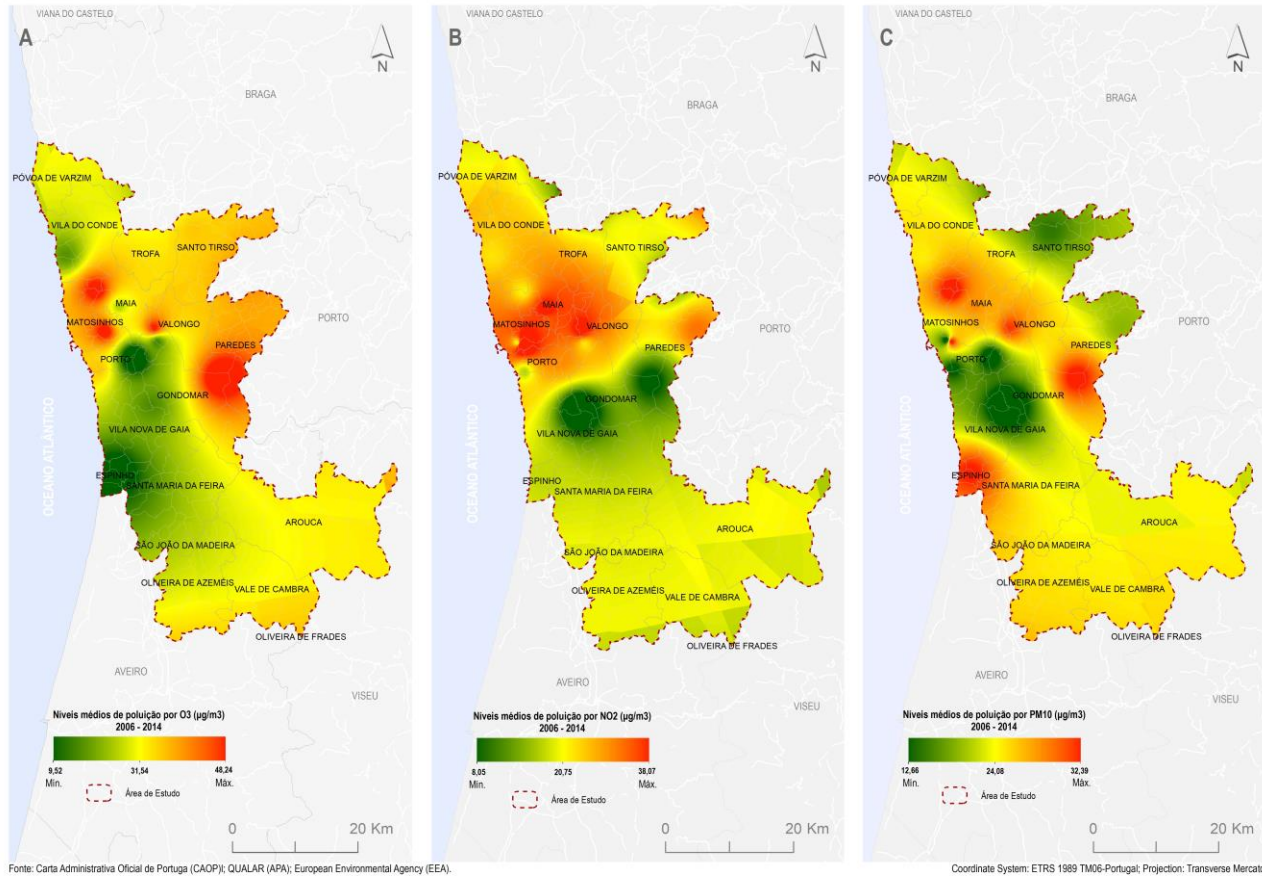 A
VIANA DO CASTELO
N
BRAGA
PÓVOA DE VARZIM
VILA DO CONDE
SANTO TIRSO
TROFA
MAIA
PORTO
MATOSINHOS
VALONGO
PAREDES
PORTO
GONDOMAR
VILA NOVA DE GAIA
OCEANO ATLÂNTICO
ESPINHO
SANTA MARIA DA FEIRA
AROUCA
SÃO JOÃO DA MADEIRA
OLIVEIRA DE AZEMÉIS
VALE DE CAMBRA
OLIVEIRA DE FRADES
AVEIRO
VISEU
Níveis médios de poluição por O3 (µg/m3)
2006 - 2014
9,52 31,54 48,24
Mín. Máx.
Área de Estudo
0 20 Km
B
VIANA DO CASTELO
N
BRAGA
PÓVOA DE VARZIM
VILA DO CONDE
SANTO TIRSO
TROFA
MAIA
MATOSINHOS
VALONGO
PORTO
PAREDES
PORTO
GONDOMAR
VILA NOVA DE GAIA
OCEANO ATLÂNTICO
ESPINHO
SANTA MARIA DA FEIRA
AROUCA
SÃO JOÃO DA MADEIRA
OLIVEIRA DE AZEMÉIS
VALE DE CAMBRA
OLIVEIRA DE FRADES
AVEIRO
VISEU
Níveis médios de poluição por NO2 (µg/m3)
2006 - 2014
8,05 20,75 38,07
Mín. Máx.
Área de Estudo
0 20 Km
C
VIANA DO CASTELO
N
BRAGA
PÓVOA DE VARZIM
VILA DO CONDE
SANTO TIRSO
TROFA
MAIA
MATOSINHOS
VALONGO
PORTO
PAREDES
PORTO
GONDOMAR
VILA NOVA DE GAIA
OCEANO ATLÂNTICO
ESPINHO
SANTA MARIA DA FEIRA
AROUCA
SÃO JOÃO DA MADEIRA
OLIVEIRA DE AZEMÉIS
VALE DE CAMBRA
OLIVEIRA DE FRADES
AVEIRO
VISEU
Níveis médios de poluição por PM10 (µg/m3)
2006 - 2014
12,66 24,08 32,39
Mín. Máx.
Área de Estudo
0 20 Km
Fonte: Carta Administrativa Oficial de Portuga (CAOP)l; QUALAR (APA); European Environmental Agency (EEA).
Coordinate System: ETRS 1989 TM06-Portugal; Projection: Transverse Mercat